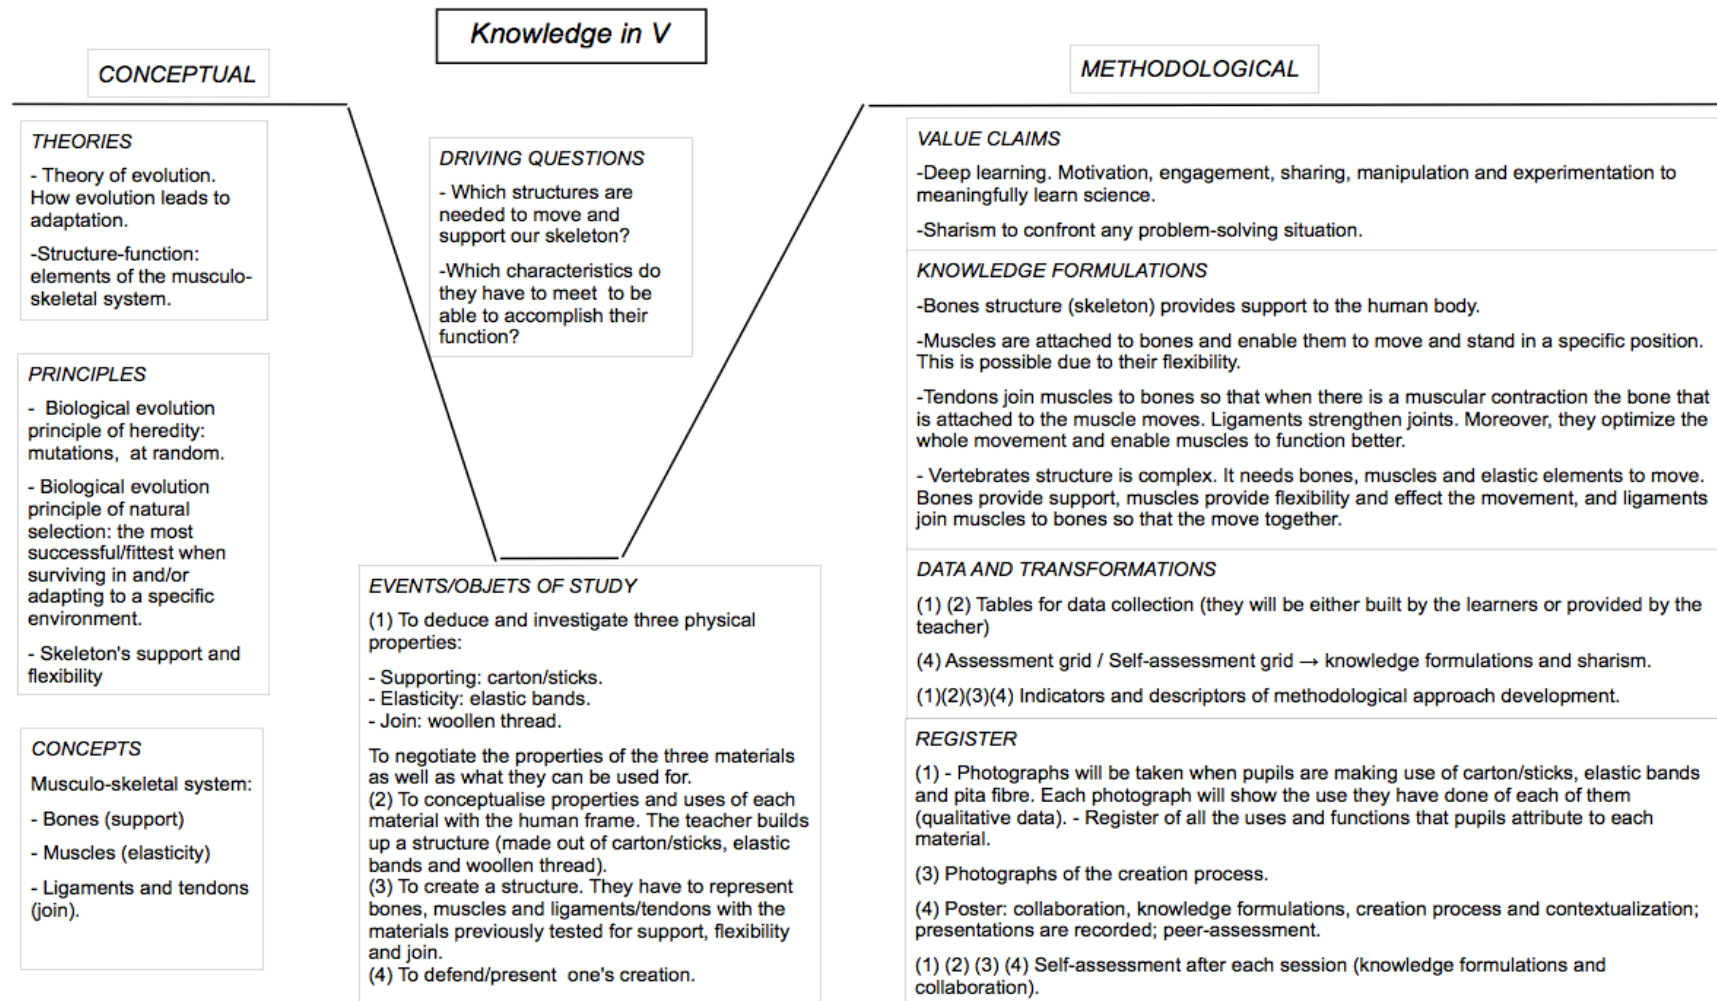 Knowledge in V
CONCEPTUAL
THEORIES
- Theory of evolution.
How evolution leads to
adaptation.
-Structure-function:
elements of the musculo-
skeletal system.
PRINCIPLES
- Biological evolution
principle of heredity:
mutations, at random.
- Biological evolution
principle of natural
selection: the most
successful/fittest when
surviving in and/or
adapting to a specific
environment.
- Skeleton's support and
flexibility
CONCEPTS
Musculo-skeletal system:
- Bones (support)
- Muscles (elasticity)
- Ligaments and tendons
(join).
DRIVING QUESTIONS
- Which structures are
needed to move and
support our skeleton?
-Which characteristics do
they have to meet to be
able to accomplish their
function?
EVENTS/OBJETS OF STUDY
(1) To deduce and investigate three physical
properties:
- Supporting: carton/sticks.
- Elasticity: elastic bands.
- Join: woollen thread.
To negotiate the properties of the three materials
as well as what they can be used for.
(2) To conceptualise properties and uses of each
material with the human frame. The teacher builds
up a structure (made out of carton/sticks, elastic
bands and woollen thread).
(3) To create a structure. They have to represent
bones, muscles and ligaments/tendons with the
materials previously tested for support, flexibility
and join.
(4) To defend/present one's creation.
METHODOLOGICAL
VALUE CLAIMS
-Deep learning. Motivation, engagement, sharing, manipulation and experimentation to
meaningfully learn science.
-Sharism to confront any problem-solving situation.
KNOWLEDGE FORMULATIONS
-Bones structure (skeleton) provides support to the human body.
-Muscles are attached to bones and enable them to move and stand in a specific position.
This is possible due to their flexibility.
-Tendons join muscles to bones so that when there is a muscular contraction the bone that
is attached to the muscle moves. Ligaments strengthen joints. Moreover, they optimize the
whole movement and enable muscles to function better.
- Vertebrates structure is complex. It needs bones, muscles and elastic elements to move.
Bones provide support, muscles provide flexibility and effect the movement, and ligaments
join muscles to bones so that the move together.
DATA AND TRANSFORMATIONS
(1) (2) Tables for data collection (they will be either built by the learners or provided by the
teacher)
(4) Assessment grid / Self-assessment grid → knowledge formulations and sharism.
(1)(2)(3)(4) Indicators and descriptors of methodological approach development.
REGISTER
(1) - Photographs will be taken when pupils are making use of carton/sticks, elastic bands
and pita fibre. Each photograph will show the use they have done of each of them
(qualitative data). - Register of all the uses and functions that pupils attribute to each
material.
(3) Photographs of the creation process.
(4) Poster: collaboration, knowledge formulations, creation process and contextualization;
presentations are recorded; peer-assessment.
(1) (2) (3) (4) Self-assessment after each session (knowledge formulations and
collaboration).